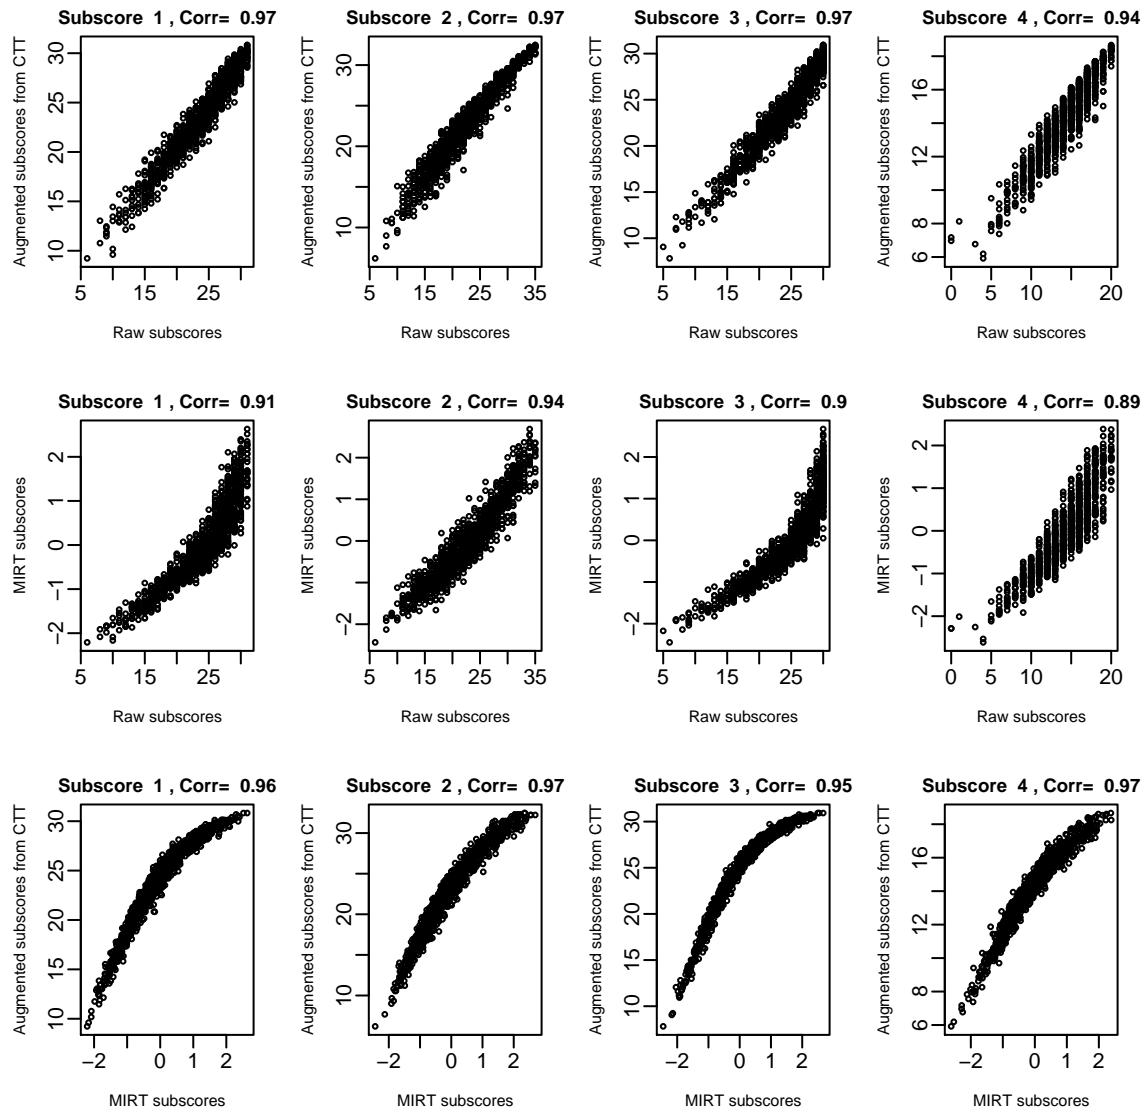 Subscore 1 , Corr= 0.97
Augmented subscores from CTT
10 15 20 25 30
5 15 25
Raw subscores
Subscore 2 , Corr= 0.97
Augmented subscores from CTT
10 20 30
5 15 25 35
Raw subscores
Subscore 3 , Corr= 0.97
Augmented subscores from CTT
10 15 20 25 30
5 15 25
Raw subscores
Subscore 4 , Corr= 0.94
Augmented subscores from CTT
6 8 12 16
0 5 10 20
Raw subscores
Subscore 1 , Corr= 0.91
MIRT subscores
−2 −1 0 1 2
5 15 25
Raw subscores
Subscore 2 , Corr= 0.94
MIRT subscores
−2 0 1 2
5 15 25 35
Raw subscores
Subscore 3 , Corr= 0.9
MIRT subscores
−2 −1 0 1 2
5 15 25
Raw subscores
Subscore 4 , Corr= 0.89
MIRT subscores
−2 −1 0 1 2
0 5 10 20
Raw subscores
Subscore 1 , Corr= 0.96
Augmented subscores from CTT
10 15 20 25 30
−2 0 1 2
MIRT subscores
Subscore 2 , Corr= 0.97
Augmented subscores from CTT
10 20 30
−2 0 1 2
MIRT subscores
Subscore 3 , Corr= 0.95
Augmented subscores from CTT
10 15 20 25 30
−2 0 1 2
MIRT subscores
Subscore 4 , Corr= 0.97
Augmented subscores from CTT
6 8 12 16
−2 0 1 2
MIRT subscores